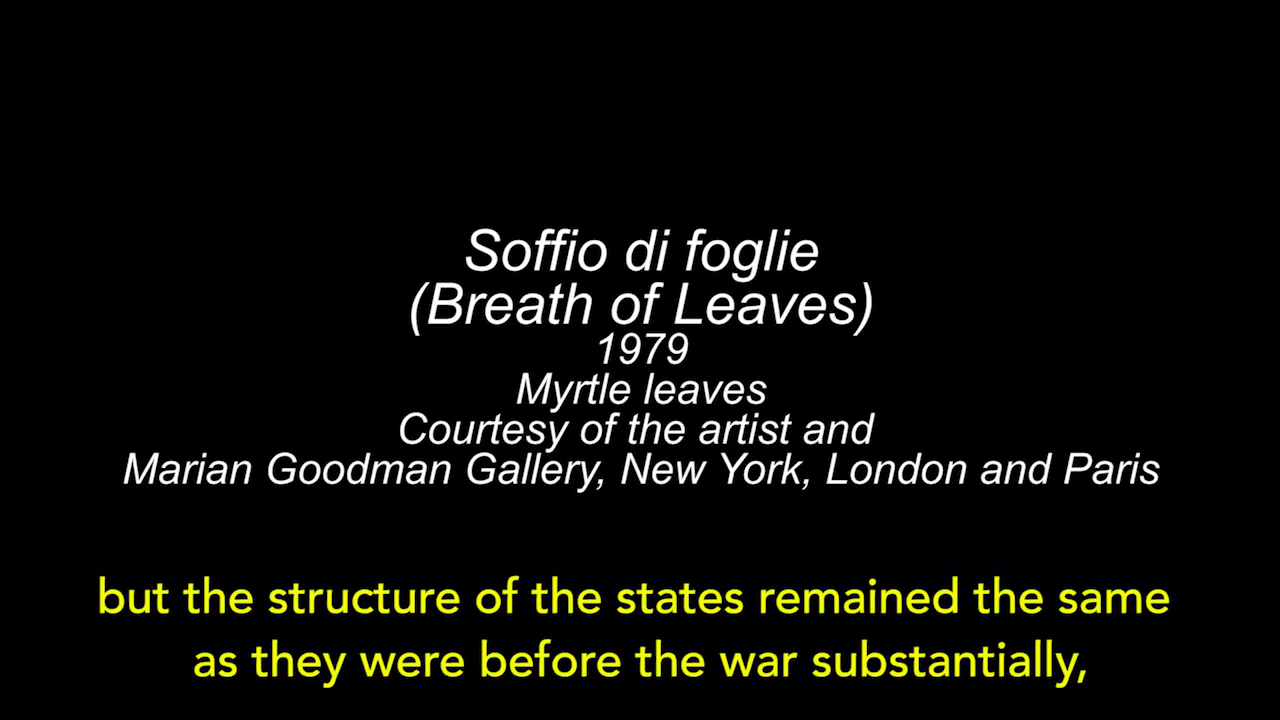 Soffio di foglie
(Breath of Leaves)
1979
Myrtle leaves
Courtesy of the artist and
Marian Goodman Gallery, New York, London and Paris
but the structure of the states remained the same
as they were before the war substantially,